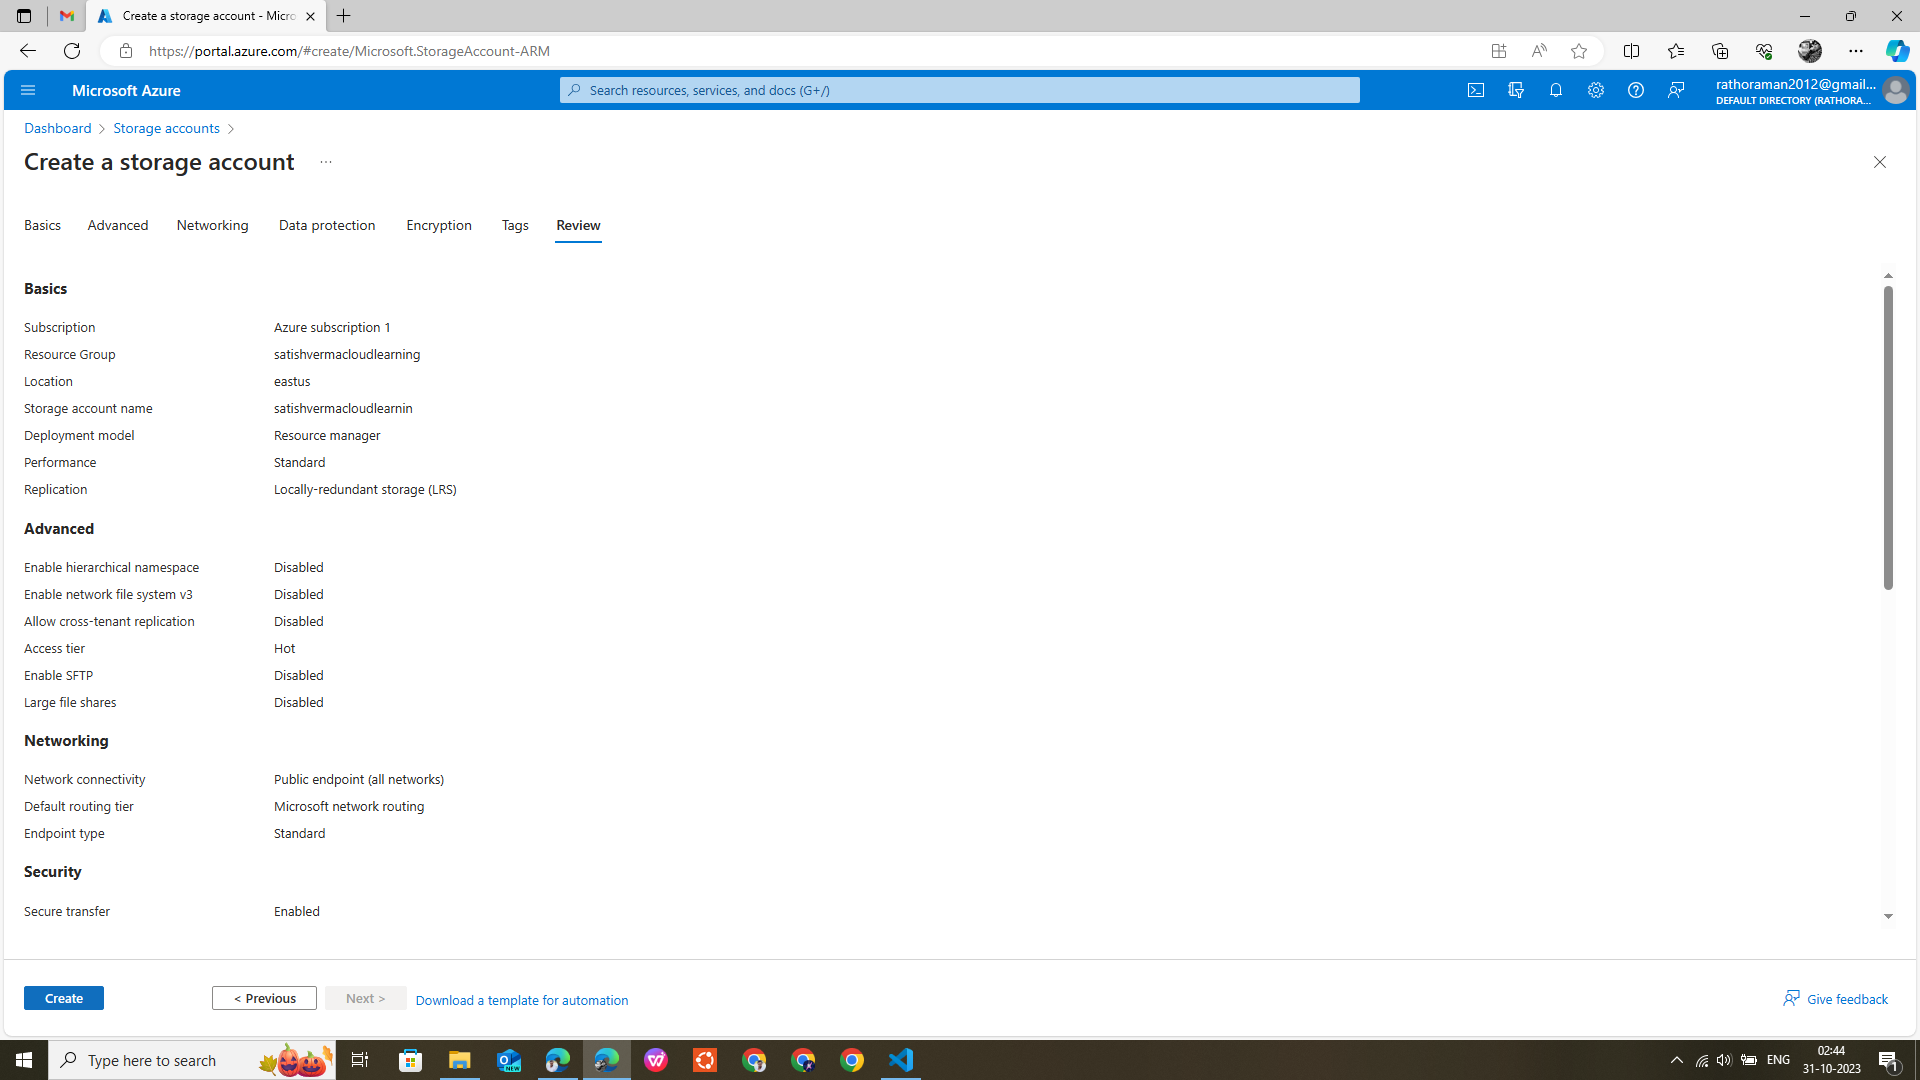 Create a storage account - Micro
https://portal.azure.com/#create/Microsoft.StorageAccount-ARM
Microsoft Azure
Search resources, services, and docs (G+/)
rathoraman2012@gmail...
DEFAULT DIRECTORY (RATHORA...
Dashboard > Storage accounts >
Create a storage account ...
Basics Advanced Networking Data protection Encryption Tags Review
Basics
Subscription Azure subscription 1
Resource Group satishvermacloudlearning
Location eastus
Storage account name satishvermacloudlearnin
Deployment model Resource manager
Performance Standard
Replication Locally-redundant storage (LRS)
Advanced
Enable hierarchical namespace Disabled
Enable network file system v3 Disabled
Allow cross-tenant replication Disabled
Access tier Hot
Enable SFTP Disabled
Large file shares Disabled
Networking
Network connectivity Public endpoint (all networks)
Default routing tier Microsoft network routing
Endpoint type Standard
Security
Secure transfer Enabled
Create < Previous Next > Download a template for automation Give feedback
Type here to search
NEW
ENG
02:44
31-10-2023
1